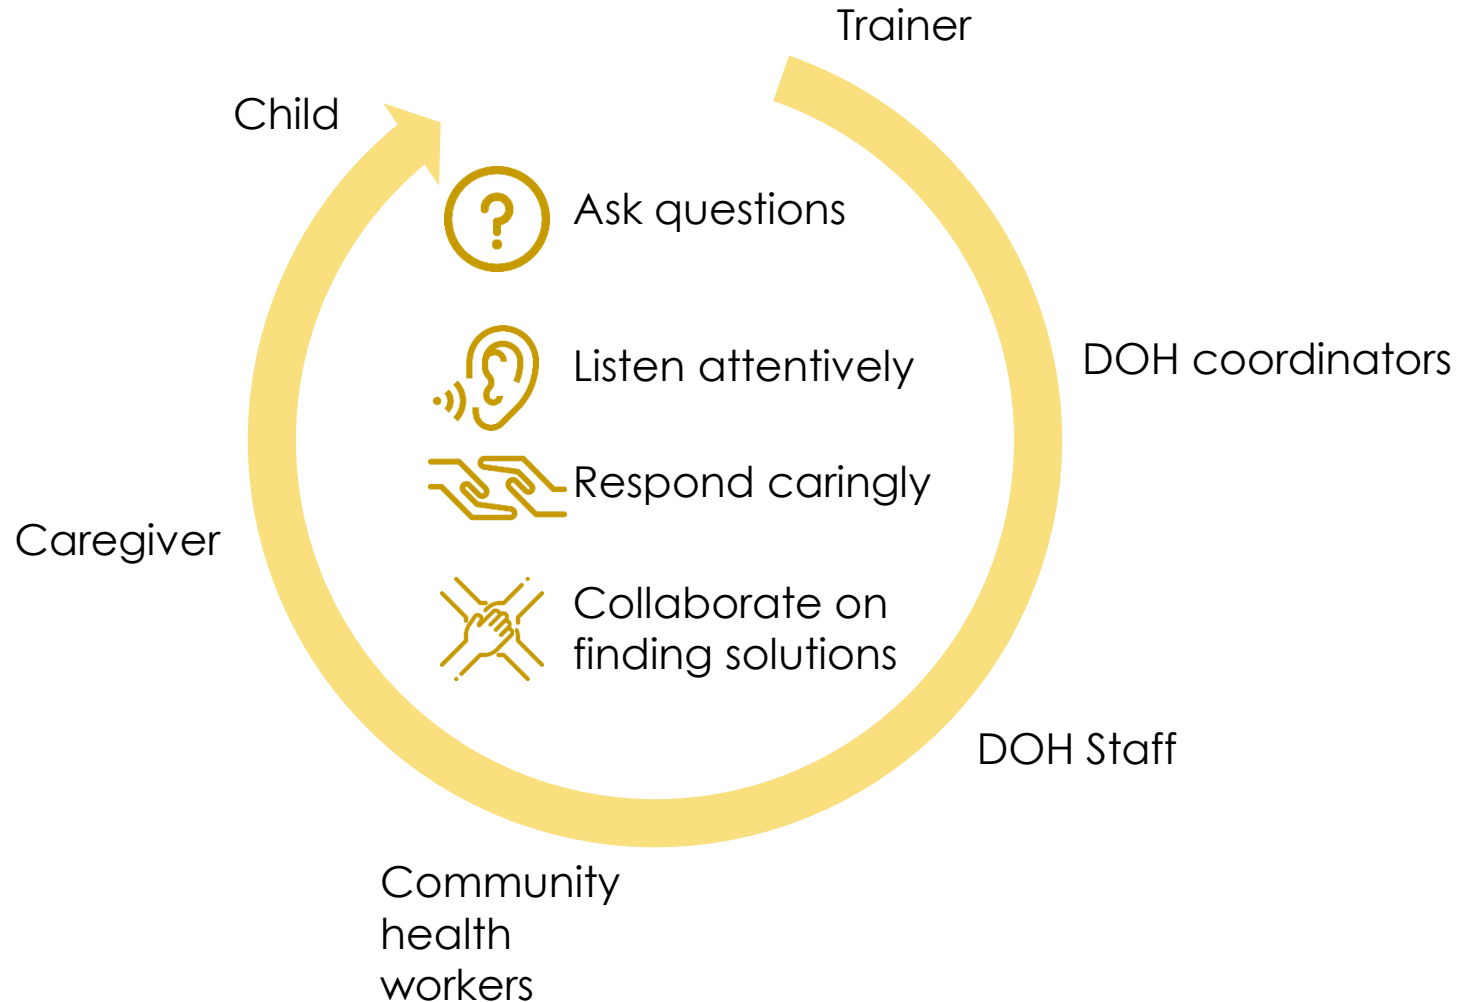 Trainer
Child
Ask questions
Listen attentively
DOH coordinators
Respond caringly
Caregiver
Collaborate on
finding solutions
DOH Staff
Community
health
workers